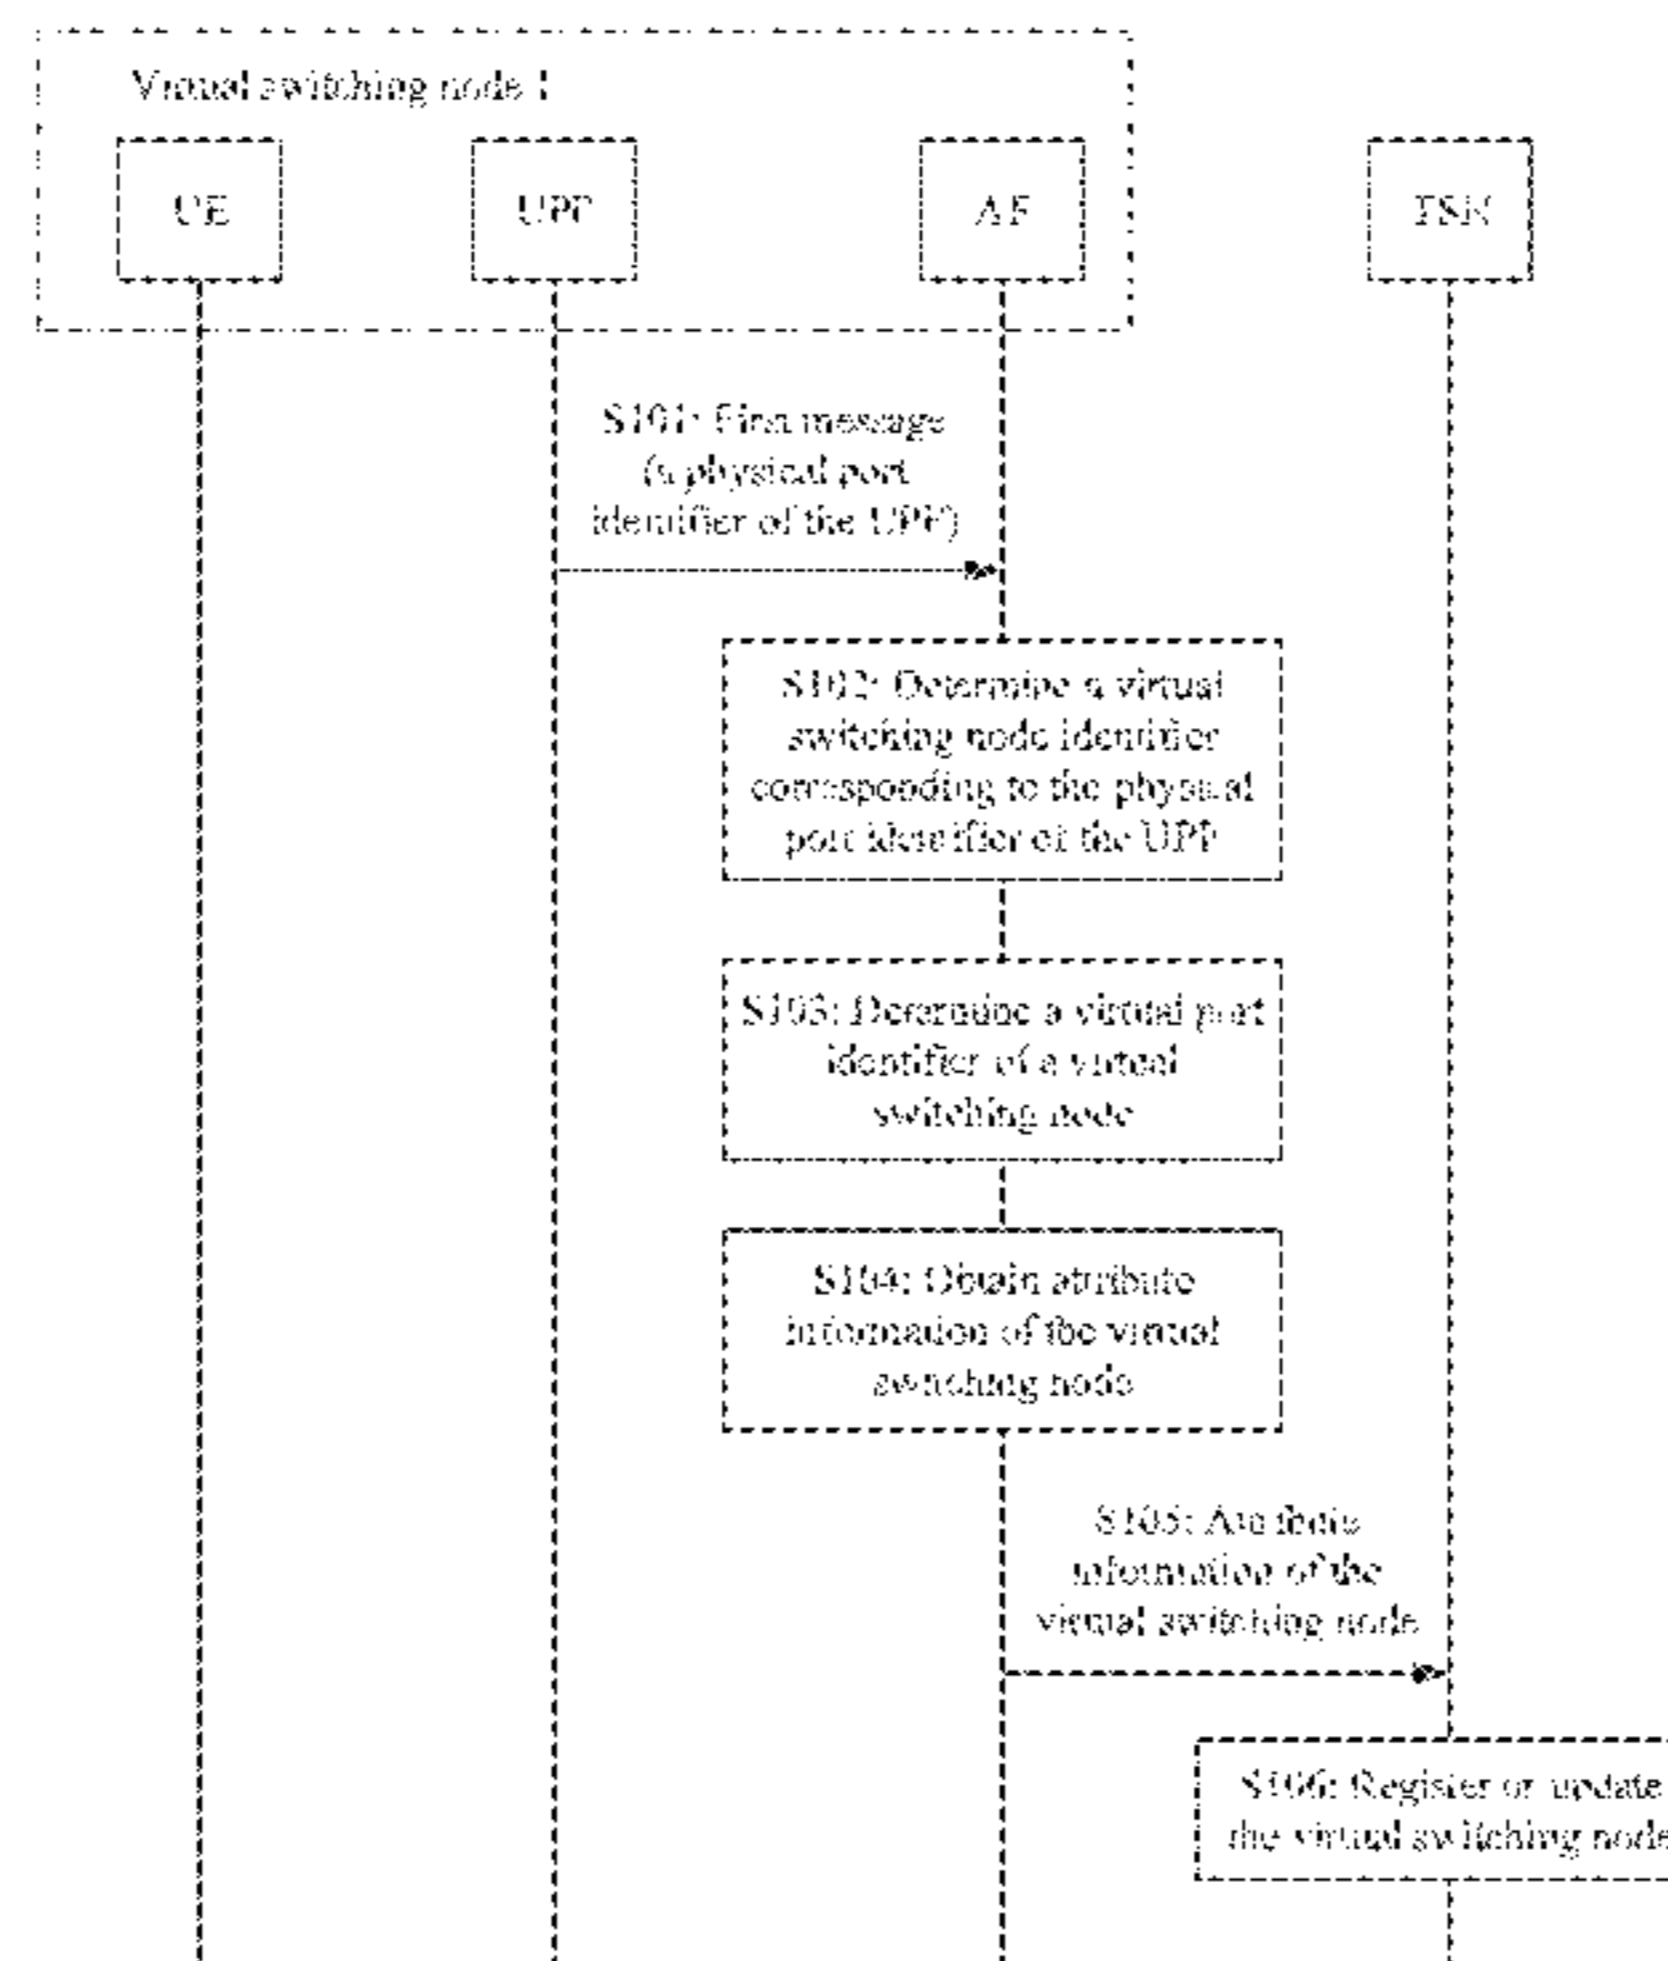 Virtual switching node 1
UE
UPF
AF
TSN
S101: First message
(a physical port
identifier of the UPF)
S102: Determine a virtual
switching node identifier
corresponding to the physical
port identifier of the UPF
S103: Determine a virtual port
identifier of a virtual
switching node
S104: Obtain attribute
information of the virtual
switching node
S105: Attribute
information of the
virtual switching node
S106: Register or update
the virtual switching node